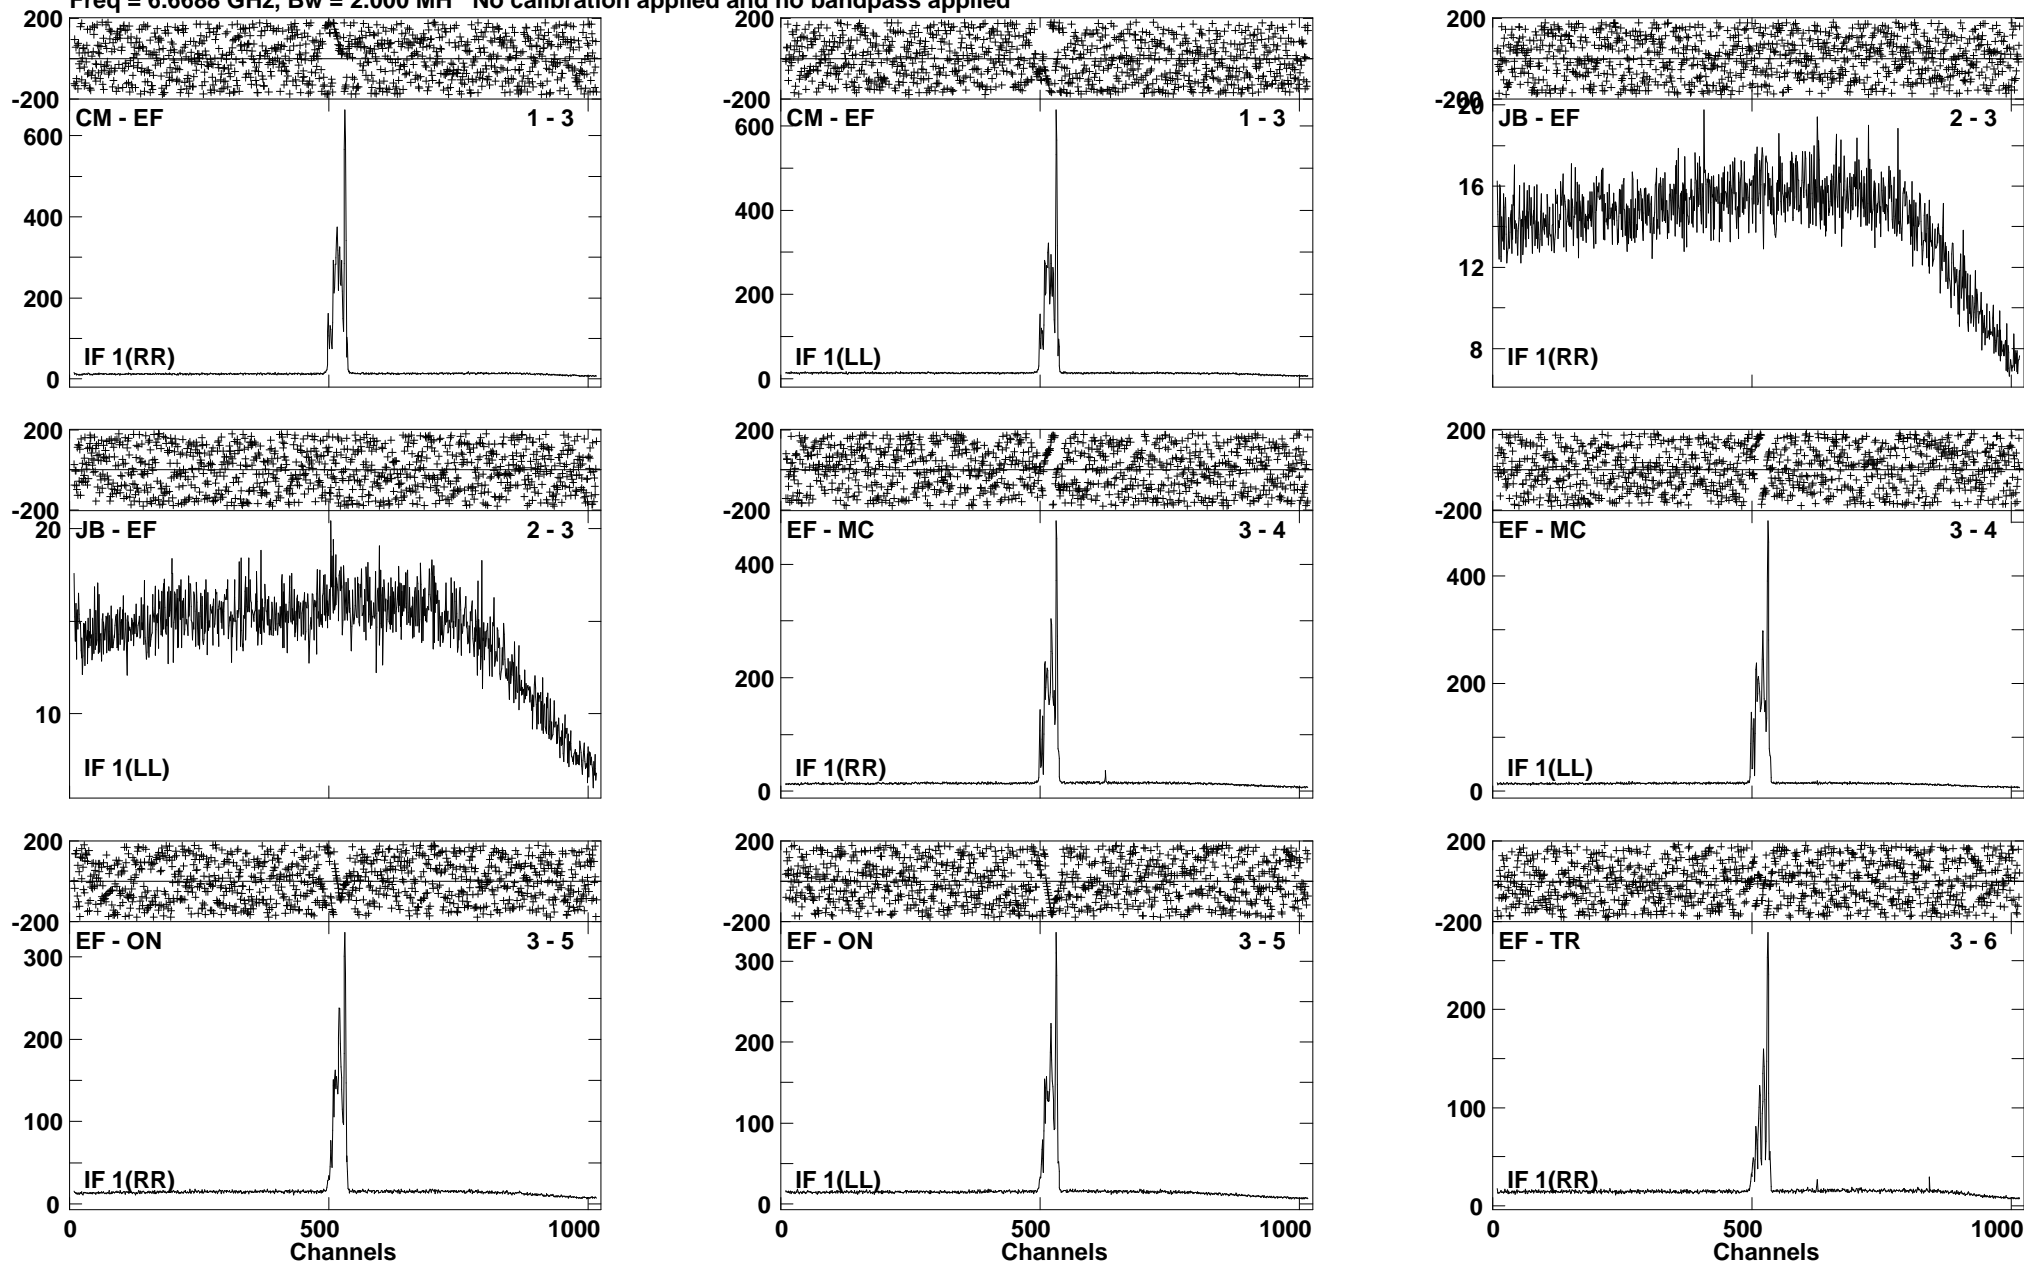 Freq = 6.6688 GHz, Bw = 2.000 MH No calibration applied and no bandpass applied
200
-200
CM - EF 1 - 3
600
400
200
0
IF 1(RR)
200
-200
CM - EF 1 - 3
600
400
200
0
IF 1(LL)
200
-200
20
JB - EF 2 - 3
16
12
8
IF 1(RR)
200
-200
20
JB - EF 2 - 3
10
IF 1(LL)
200
-200
EF - MC 3 - 4
400
200
0
IF 1(RR)
200
-200
EF - MC 3 - 4
400
200
0
IF 1(LL)
200
-200
EF - ON 3 - 5
300
200
100
0
IF 1(RR)
0 500 1000
Channels
200
-200
EF - ON 3 - 5
300
200
100
0
IF 1(LL)
0 500 1000
Channels
200
-200
EF - TR 3 - 6
200
100
0
IF 1(RR)
0 500 1000
Channels